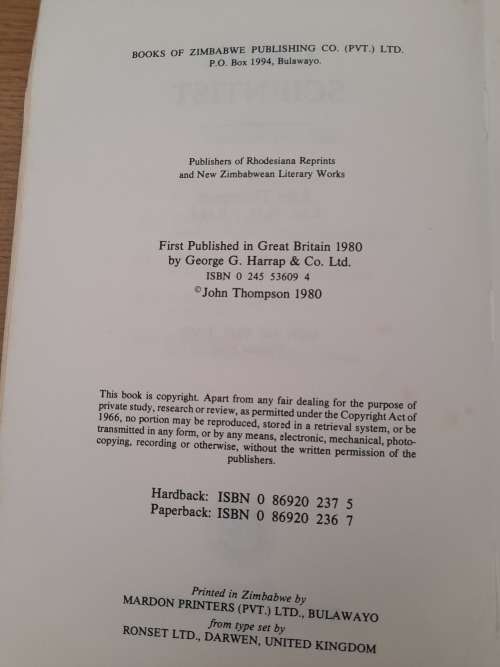 BOOKS OF ZIMBABWE PUBLISHING CO. (PVT.) LTD.
P.O. Box 1994, Bulawayo.
Publishers of Rhodesiana Reprints
and New Zimbabwean Literary Works
First Published in Great Britain 1980
by George G. Harrap & Co. Ltd.
ISBN 0 245 53609 4
©John Thompson 1980
This book is copyright. Apart from any fair dealing for the purpose of
private study, research or review, as permitted under the Copyright Act of
1966, no portion may be reproduced, stored in a retrieval system, or be
transmitted in any form, or by any means, electronic, mechanical, photo-
copying, recording or otherwise, without the written permission of the
publishers.
Hardback: ISBN 0 86920 237 5
Paperback: ISBN 0 86920 236 7
Printed in Zimbabwe by
MARDON PRINTERS (PVT.) LTD., BULAWAYO
from type set by
RONSET LTD., DARWEN, UNITED KINGDOM